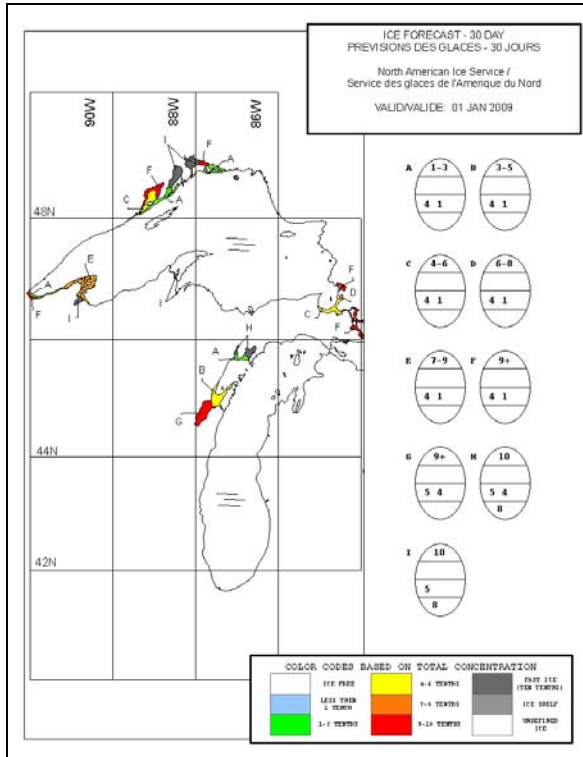 ICE FORECAST - 30 DAY
PREVISIONS DES GLACES - 30 JOURS
North American Ice Service /
Service des glaces de l'Amerique du Nord
VALID/VALIDE: 01 JAN 2009
90W
88W
86W
I
F
A
F
C
A
48N
A
E
F
I
I
F
D
C
F
H
A
B
G
44N
42N
A 1-3 B 3-5
4 1 4 1
C 4-6 D 6-8
4 1 4 1
E 7-9 F 9+
4 1 4 1
G 9+ H 10
5 4 5 4
8
I 10
5
8
COLOR CODES BASED ON TOTAL CONCENTRATION
ICE FREE
LESS THEN
1 TENTH
1-3 TENTHS
4-6 TENTHS
7-8 TENTHS
9-10 TENTHS
FAST ICE
(TEN TENTHS)
ICE SHELF
UNDEFINED
ICE